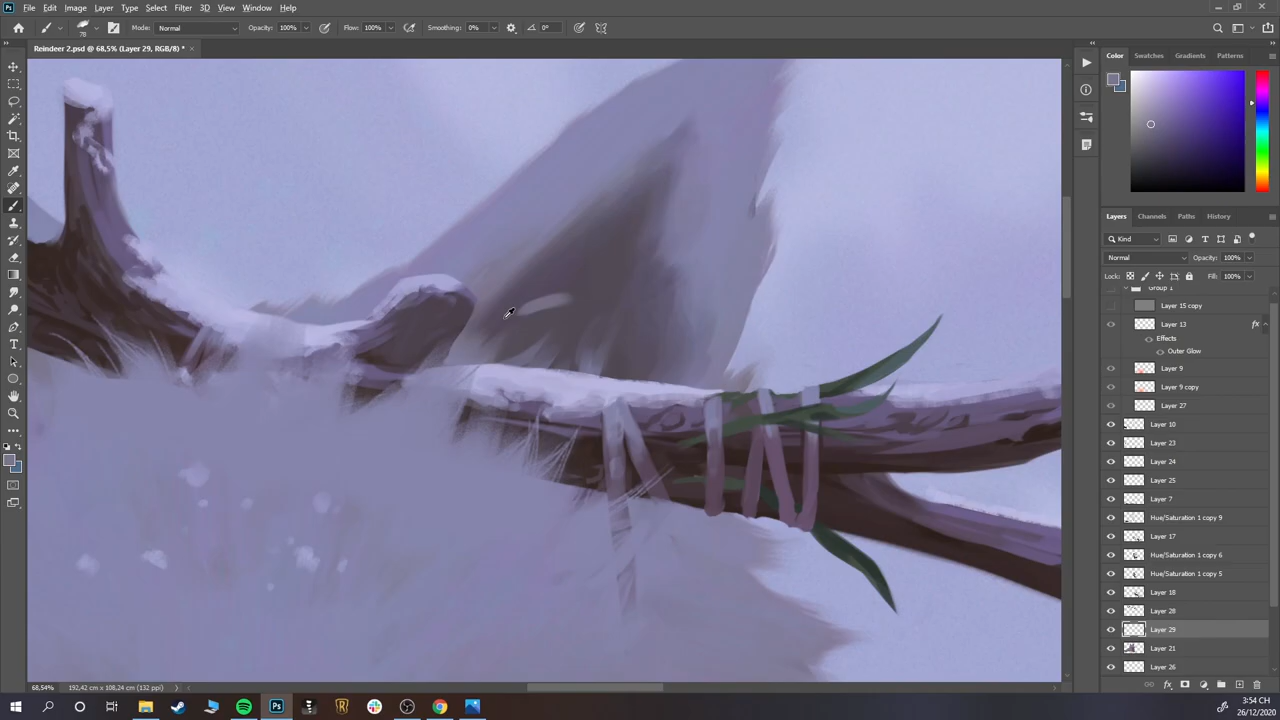 File Edit Image Layer Type Select Filter 3D View Window Help
Mode: Normal Opacity: 100% Flow: 100% Smoothing: 0% 0°
78
Reindeer 2.psd @ 68,5% (Layer 29, RGB/8) *
Color Swatches Gradients Patterns
Layers Channels Paths History
Kind
Normal Opacity: 100%
Lock: Fill: 100%
Group 1
Layer 15 copy
Layer 13 fx
Effects
Outer Glow
Layer 9
Layer 9 copy
Layer 27
Layer 10
Layer 23
Layer 24
Layer 25
Layer 7
Hue/Saturation 1 copy 9
Layer 17
Hue/Saturation 1 copy 6
Hue/Saturation 1 copy 5
Layer 18
Layer 28
Layer 29
Layer 21
Layer 26
68,54% 192,42 cm x 108,24 cm (132 ppi)
3:54 CH
26/12/2020